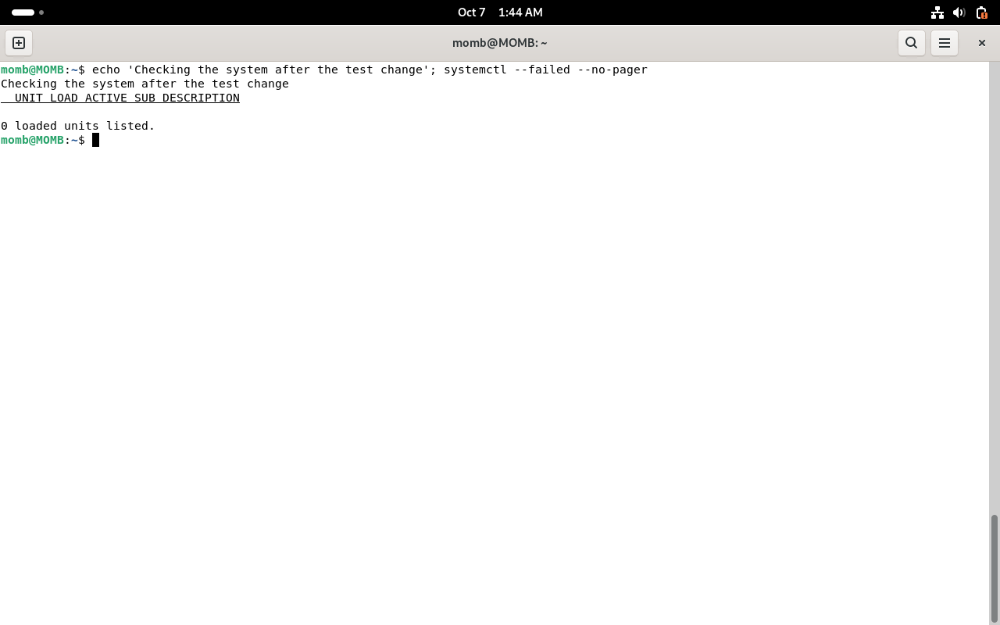 Oct 7 1:44 AM
momb@MOMB: ~
momb@MOMB:~$ echo 'Checking the system after the test change'; systemctl --failed --no-pager
Checking the system after the test change
  UNIT LOAD ACTIVE SUB DESCRIPTION
0 loaded units listed.
momb@MOMB:~$